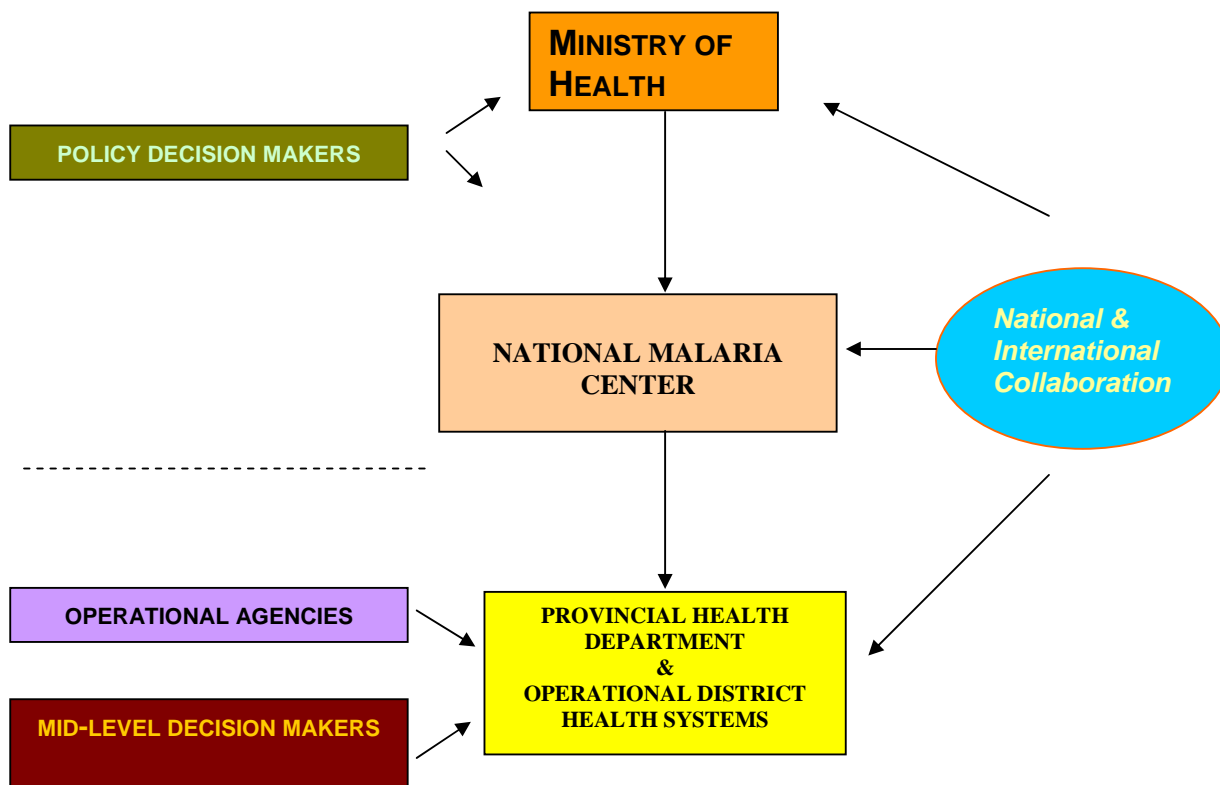 MINISTRY OF
HEALTH
POLICY DECISION MAKERS
NATIONAL MALARIA
CENTER
National &
International
Collaboration
OPERATIONAL AGENCIES
PROVINCIAL HEALTH
DEPARTMENT
&
OPERATIONAL DISTRICT
HEALTH SYSTEMS
MID-LEVEL DECISION MAKERS